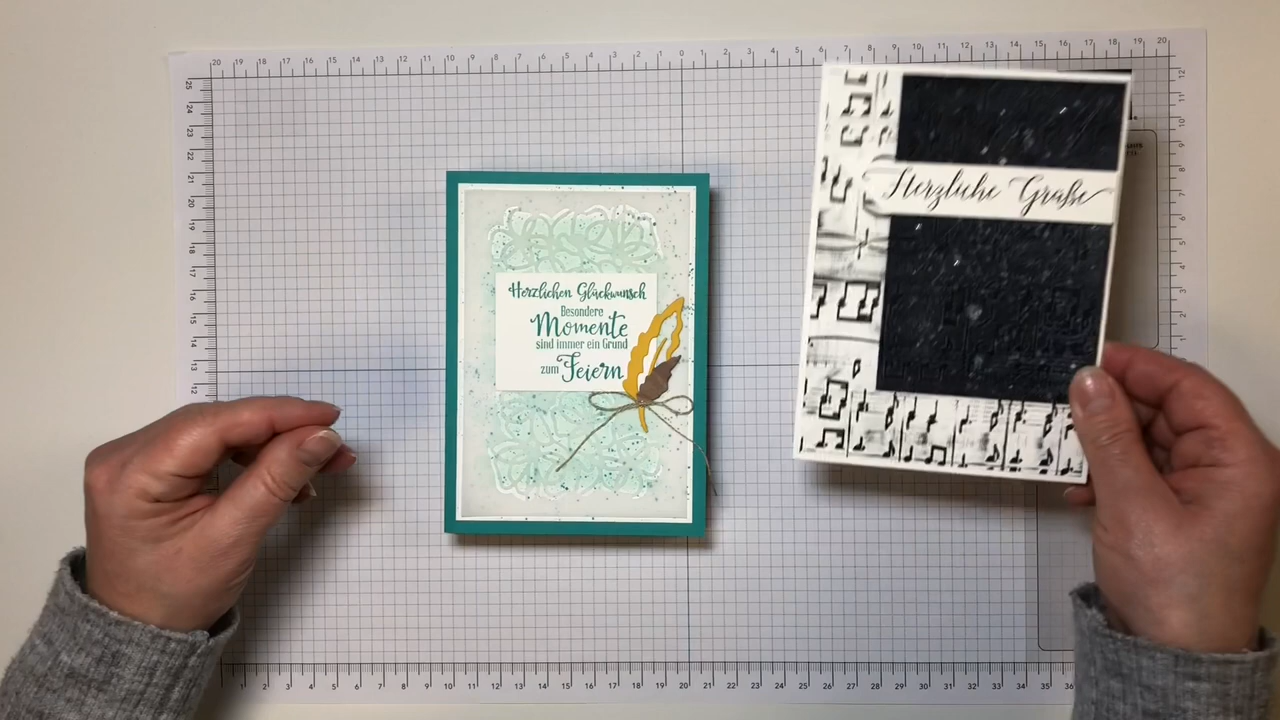 Herzlichen Glückwunsch
Besondere
Momente
sind immer ein Grund
zum Feiern
Herzliche Grüße